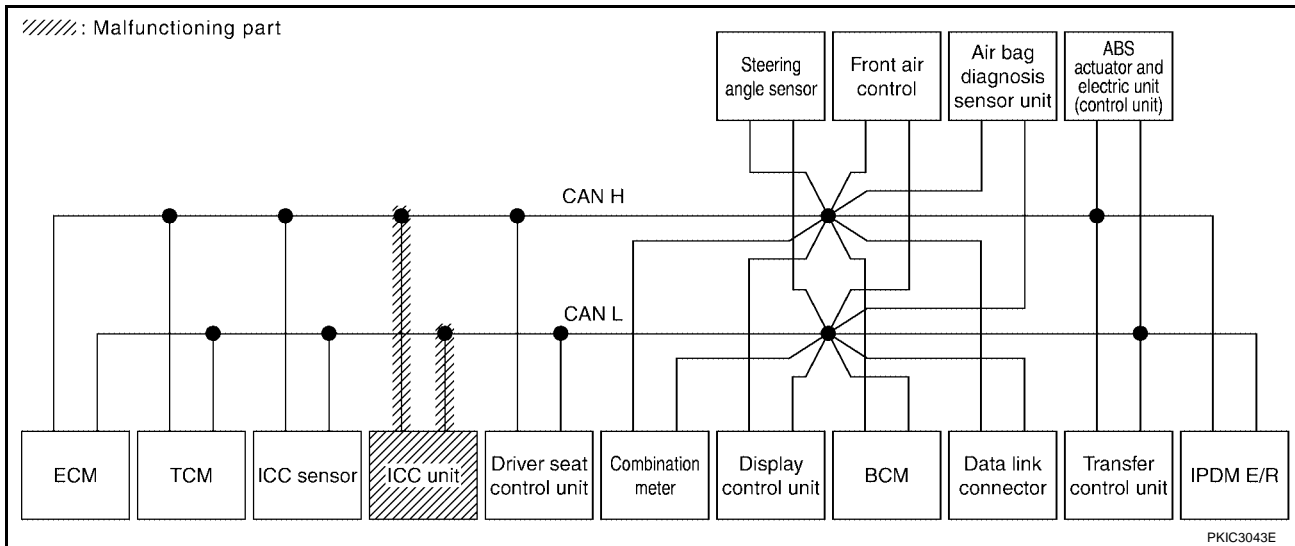 : Malfunctioning part
Steering
angle sensor
Front air
control
Air bag
diagnosis
sensor unit
ABS
actuator and
electric unit
(control unit)
CAN H
CAN L
ECM
TCM
ICC sensor
ICC unit
Driver seat
control unit
Combination
meter
Display
control unit
BCM
Data link
connector
Transfer
control unit
IPDM E/R
PKIC3043E